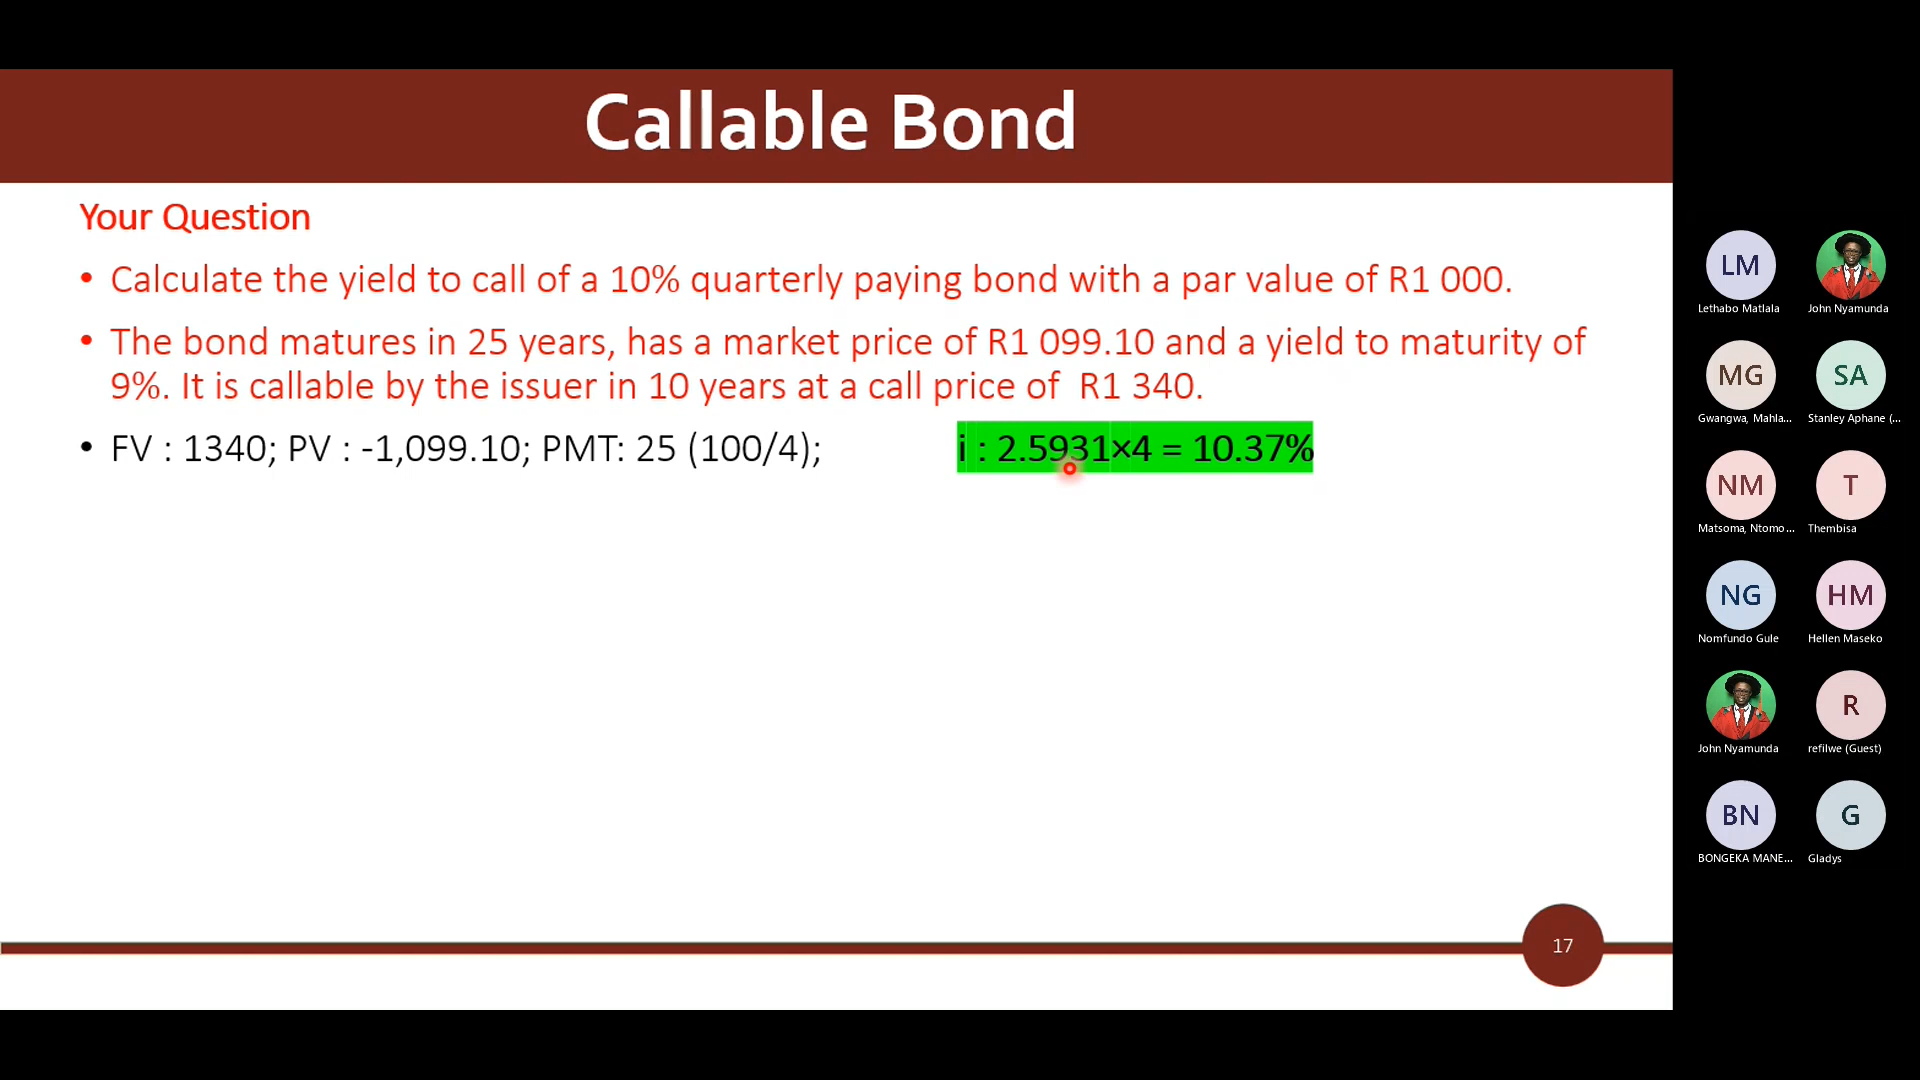 Callable Bond
Your Question
• Calculate the yield to call of a 10% quarterly paying bond with a par value of R1 000.
• The bond matures in 25 years, has a market price of R1 099.10 and a yield to maturity of
9%. It is callable by the issuer in 10 years at a call price of R1 340.
• FV : 1340; PV : -1,099.10; PMT: 25 (100/4); i : 2.5931×4 = 10.37%
17
LM
Lethabo Matlala
John Nyamunda
MG
SA
Gwangwa, Mahla...
Stanley Aphane (...
NM
T
Matsoma, Ntomo...
Thembisa
NG
HM
Nomfundo Gule
Hellen Maseko
R
John Nyamunda
refilwe (Guest)
BN
G
BONGEKA MANE...
Gladys